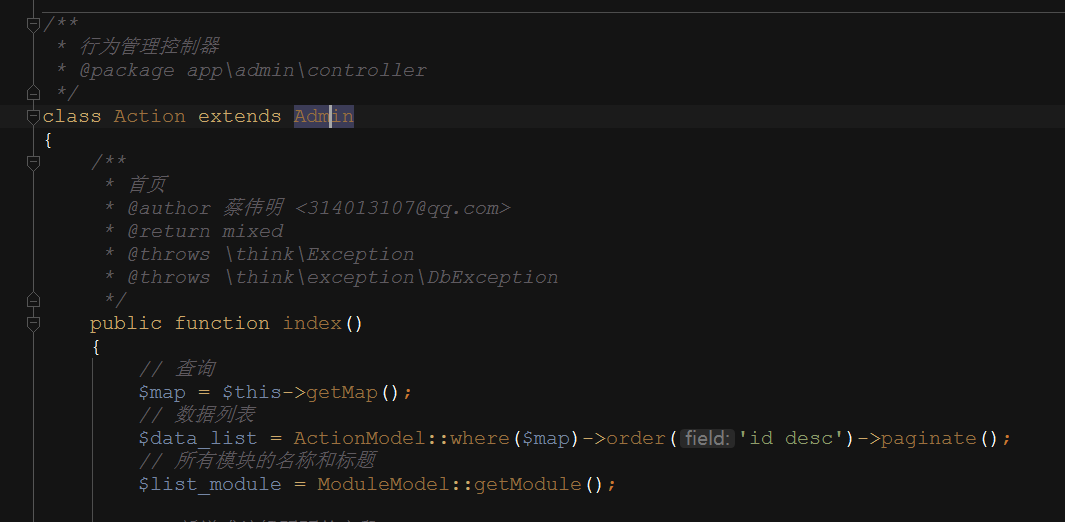 /**
* 行为管理控制器
* @package app\admin\controller
*/
class Action extends Admin
{
/**
* 首页
* @author 蔡伟明 <314013107@qq.com>
* @return mixed
* @throws \think\Exception
* @throws \think\exception\DbException
*/
public function index()
{
// 查询
$map = $this->getMap();
// 数据列表
$data_list = ActionModel::where($map)->order( field: 'id desc')->paginate();
// 所有模块的名称和标题
$list_module = ModuleModel::getModule();